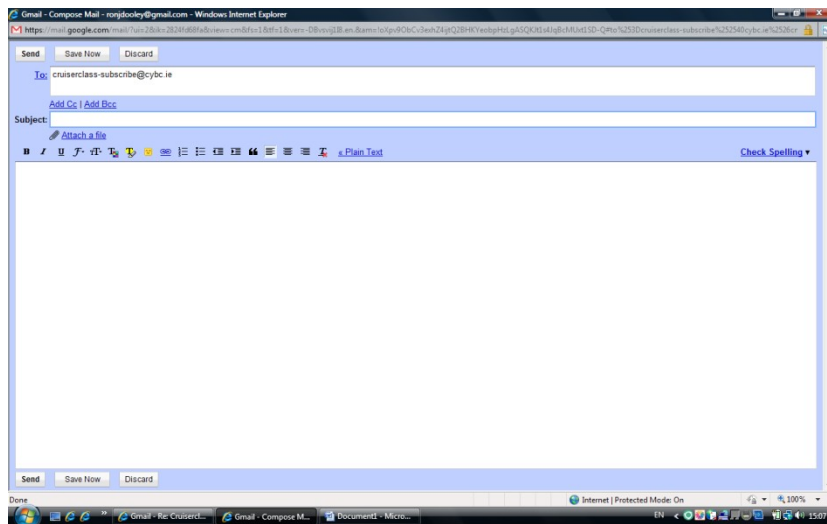 Gmail - Compose Mail - ronjdooley@gmail.com - Windows Internet Explorer
Send Save Now Discard
To: cruiserclass-subscribe@cybc.ie
Add Cc | Add Bcc
Subject:
Attach a file
B I U « Plain Text Check Spelling ▾
Send Save Now Discard
Done Internet | Protected Mode: On 100%
Gmail - Re: Cruisercl... Gmail - Compose M... Document1 - Micro... EN 15:07